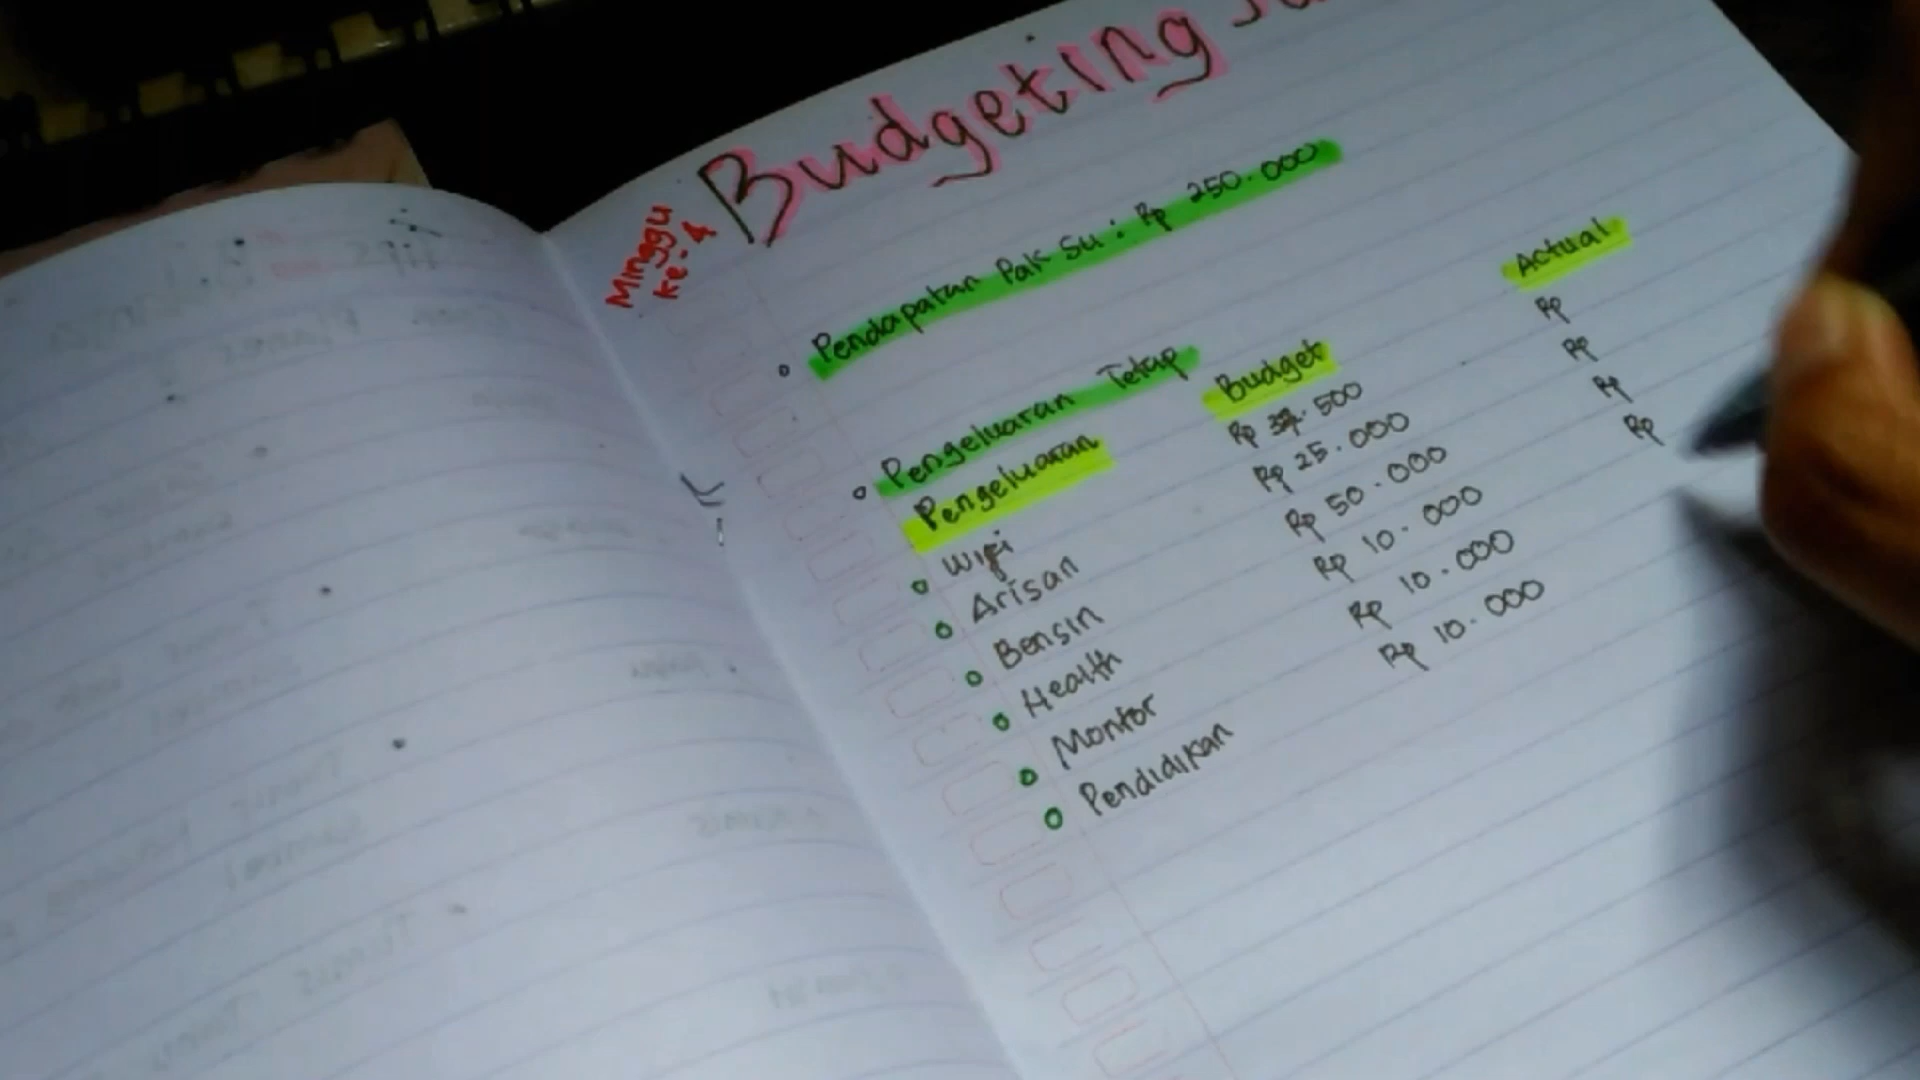 Budgeting
Minggu
ke-4
Pendapatan Pak Su : Rp 250.000
Pengeluaran Tetap
Pengeluaran Budget Actual
Wifi Rp 37.500 Rp
Arisan Rp 25.000 Rp
Bensin Rp 50.000 Rp
Health Rp 10.000 Rp
Montor Rp 10.000
Pendidikan Rp 10.000